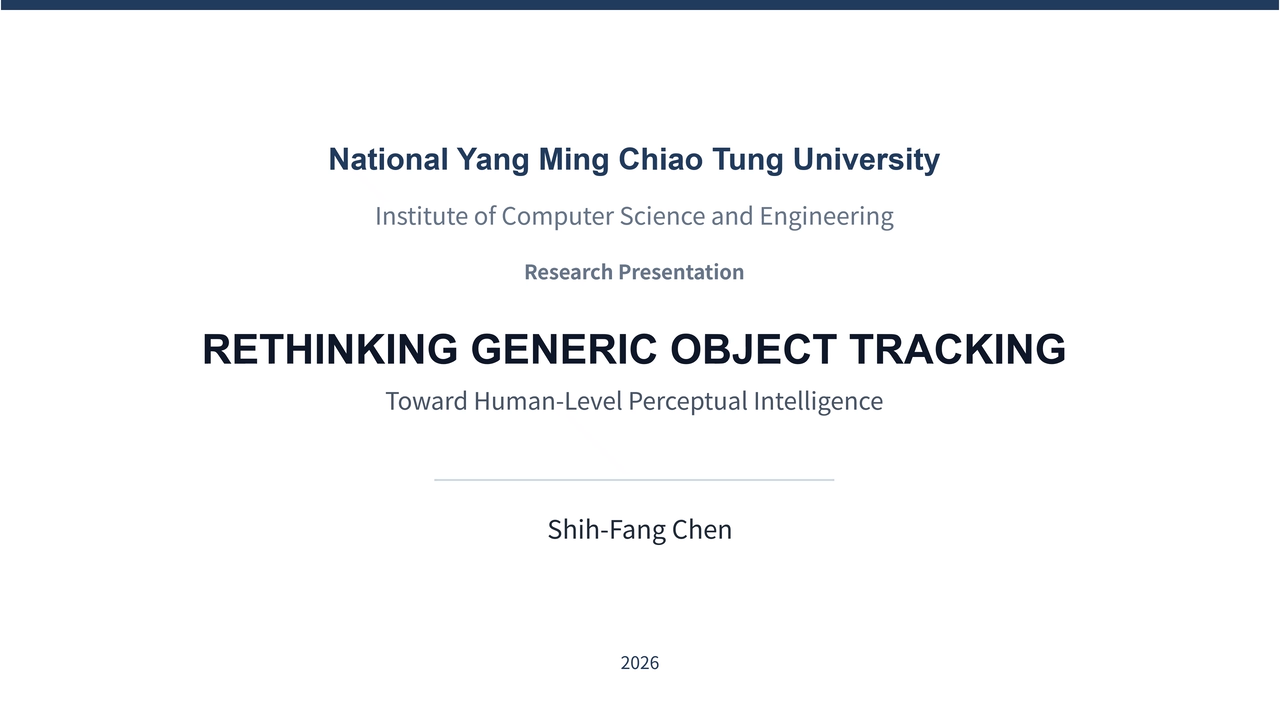 National Yang Ming Chiao Tung University
Institute of Computer Science and Engineering
Research Presentation
RETHINKING GENERIC OBJECT TRACKING
Toward Human-Level Perceptual Intelligence
Shih-Fang Chen
2026